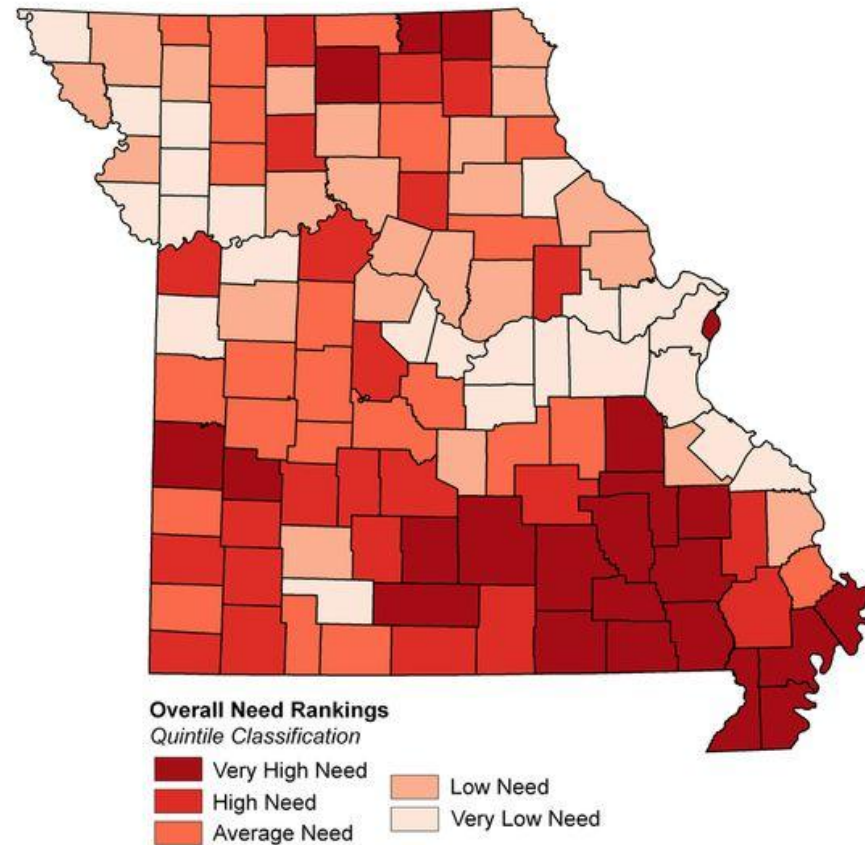 Overall Need Rankings
Quintile Classification
Very High Need
High Need
Average Need
Low Need
Very Low Need